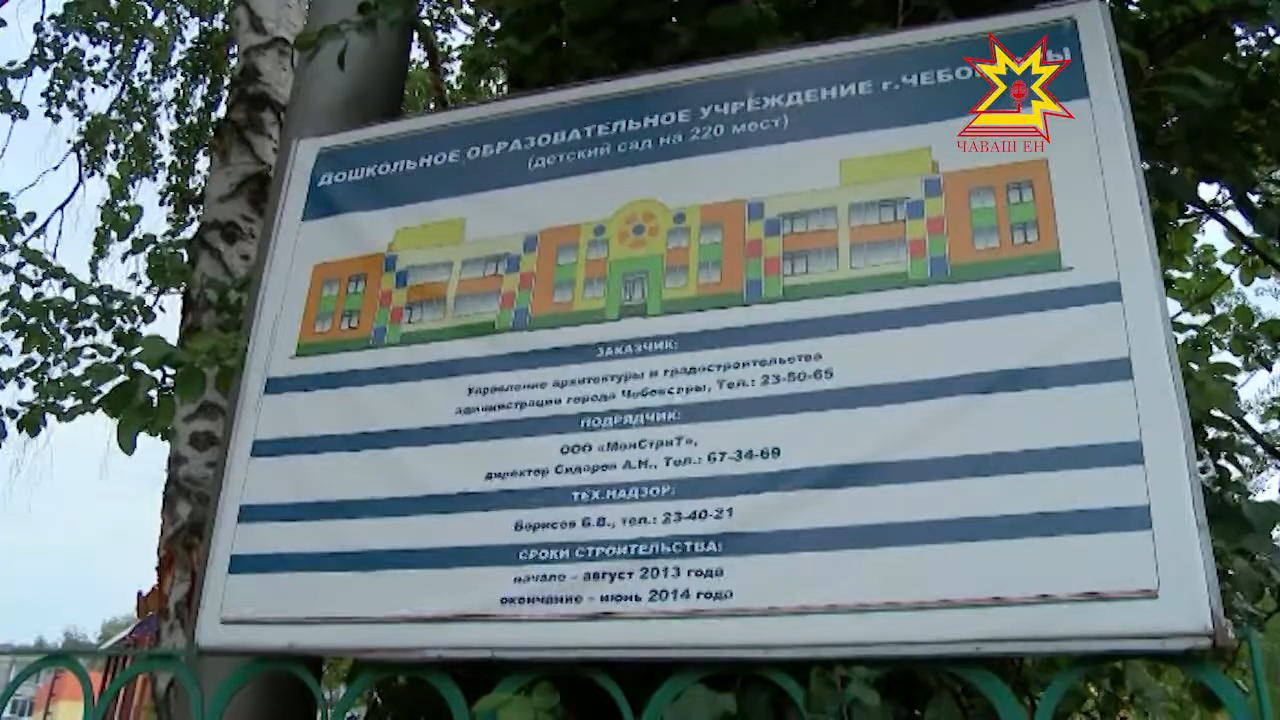 ДОШКОЛЬНОЕ ОБРАЗОВАТЕЛЬНОЕ УЧРЕЖДЕНИЕ г.ЧЕБОКСАРЫ
(детский сад на 220 мест)
ЧĂВАШ ЕН
ЗАКАЗЧИК:
Управление архитектуры и градостроительства
администрации города Чебоксары, Тел.: 23-50-65
ПОДРЯДЧИК:
ООО «МонСтриТ»,
директор Сидоров А.Н., Тел.: 67-34-69
ТЕХ.НАДЗОР:
Борисов В.В., тел.: 23-40-21
СРОКИ СТРОИТЕЛЬСТВА:
начало - август 2013 года
окончание - июнь 2014 года